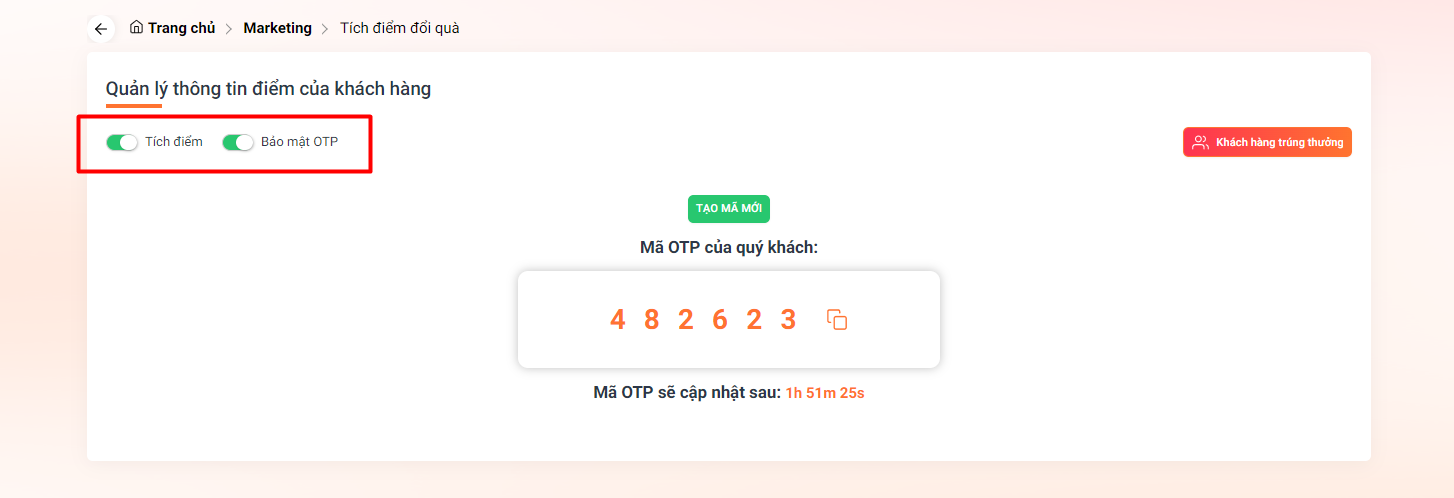 Trang chủ > Marketing > Tích điểm đổi quà
Quản lý thông tin điểm của khách hàng
Tích điểm Bảo mật OTP Khách hàng trúng thưởng
TẠO MÃ MỚI
Mã OTP của quý khách:
4 8 2 6 2 3
Mã OTP sẽ cập nhật sau: 1h 51m 25s